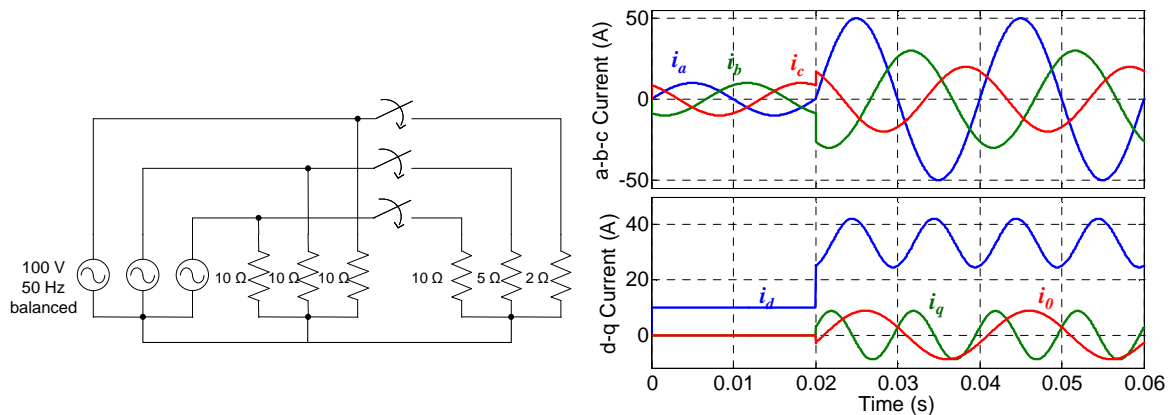 100 V
50 Hz
balanced
10 Ω 10 Ω 10 Ω 10 Ω 5 Ω 2 Ω
a-b-c Current (A)
50
0
-50
i_a i_b i_c
d-q Current (A)
40
20
0
i_d i_q i_0
0 0.01 0.02 0.03 0.04 0.05 0.06
Time (s)